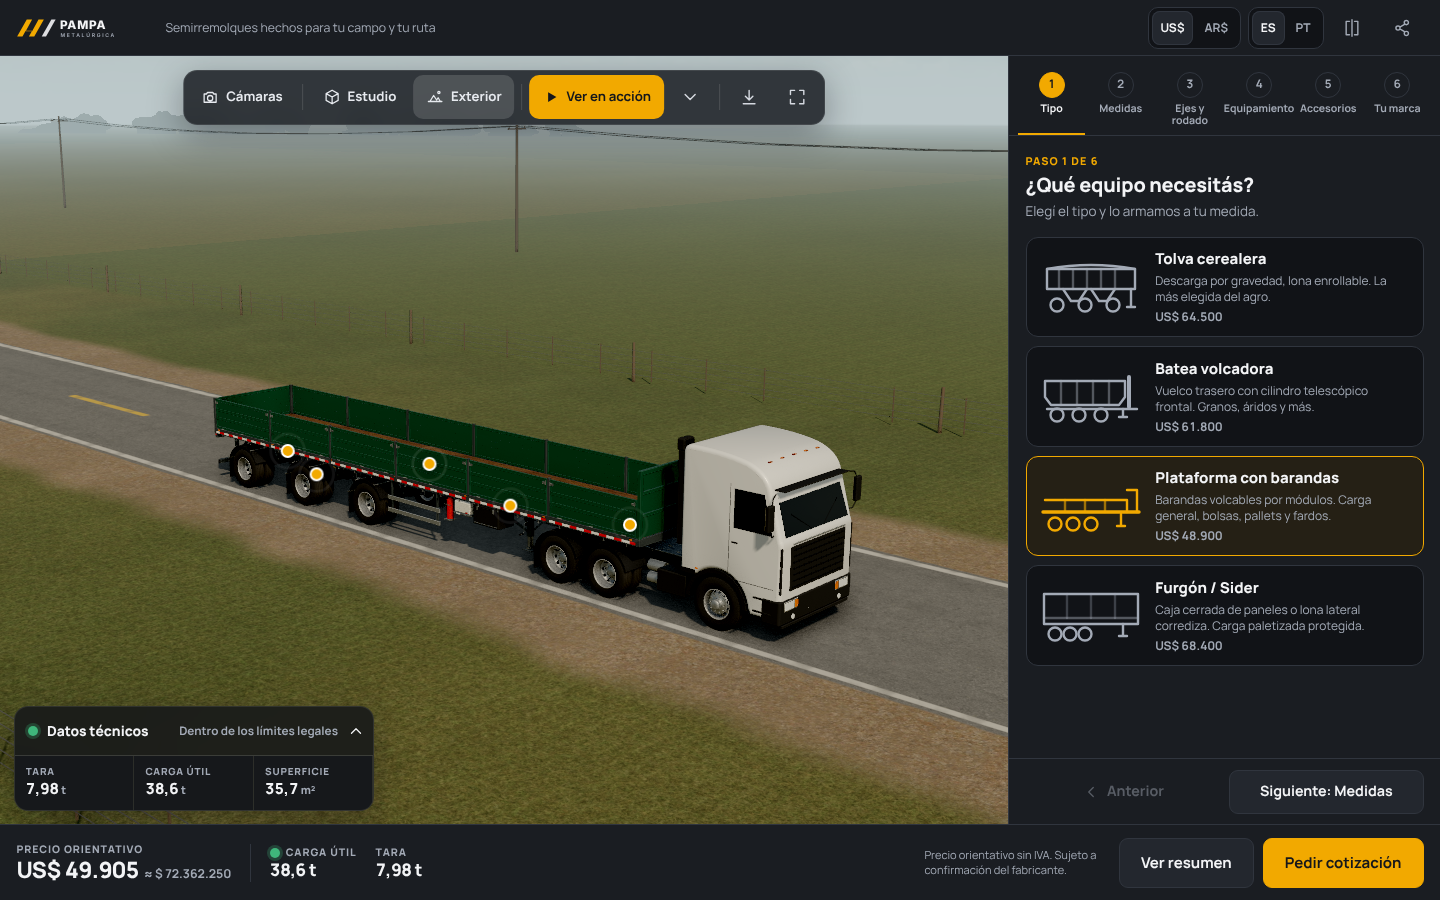 PAMPA
METALÚRGICA
Semirremolques hechos para tu campo y tu ruta
US$ AR$
ES PT
Cámaras
Estudio
Exterior
Ver en acción
1 2 3 4 5 6
Tipo
Medidas
Ejes y
rodado
Equipamiento
Accesorios
Tu marca
PASO 1 DE 6
¿Qué equipo necesitás?
Elegí el tipo y lo armamos a tu medida.
Tolva cerealera
Descarga por gravedad, lona enrollable. La
más elegida del agro.
US$ 64.500
Batea volcadora
Vuelco trasero con cilindro telescópico
frontal. Granos, áridos y más.
US$ 61.800
Plataforma con barandas
Barandas volcables por módulos. Carga
general, bolsas, pallets y fardos.
US$ 48.900
Furgón / Sider
Caja cerrada de paneles o lona lateral
corrediza. Carga paletizada protegida.
US$ 68.400
Anterior
Siguiente: Medidas
Datos técnicos
Dentro de los límites legales
TARA
7,98 t
CARGA ÚTIL
38,6 t
SUPERFICIE
35,7 m²
PRECIO ORIENTATIVO
US$ 49.905 ≈ $ 72.362.250
CARGA ÚTIL
38,6 t
TARA
7,98 t
Precio orientativo sin IVA. Sujeto a
confirmación del fabricante.
Ver resumen
Pedir cotización